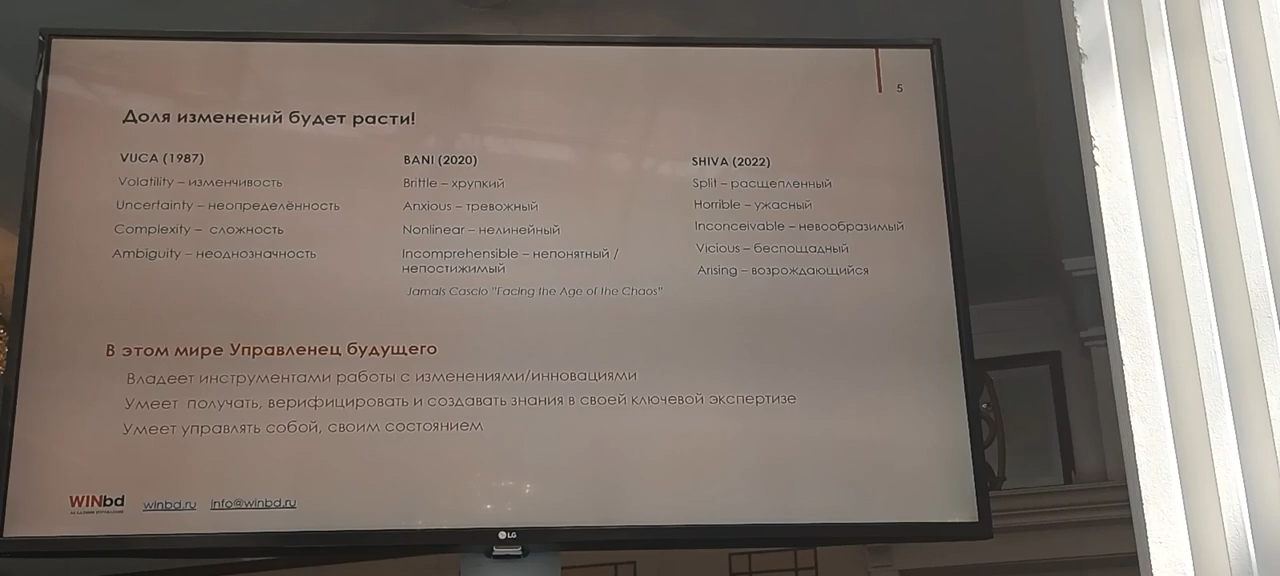 5
Доля изменений будет расти!
VUCA (1987)
Volatility – изменчивость
Uncertainty – неопределённость
Complexity – сложность
Ambiguity – неоднозначность
BANI (2020)
Brittle – хрупкий
Anxious – тревожный
Nonlinear – нелинейный
Incomprehensible – непонятный /
непостижимый
Jamais Cascio "Facing the Age of the Chaos"
SHIVA (2022)
Split – расщепленный
Horrible – ужасный
Inconceivable – невообразимый
Vicious – беспощадный
Arising – возрождающийся
В этом мире Управленец будущего
Владеет инструментами работы с изменениями/инновациями
Умеет получать, верифицировать и создавать знания в своей ключевой экспертизе
Умеет управлять собой, своим состоянием
WINbd
winbd.ru info@winbd.ru
LG